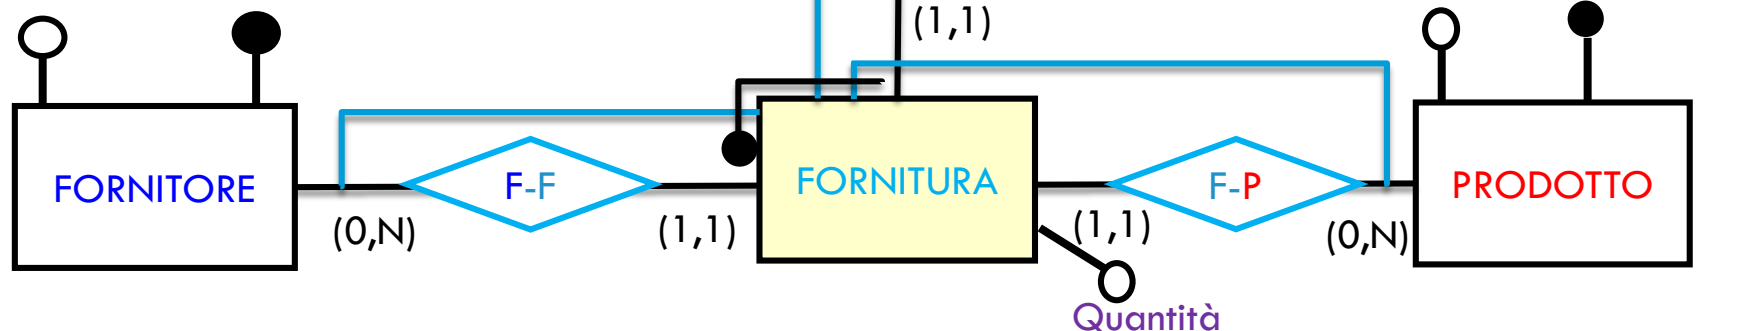 (1,1)
FORNITORE
F-F
FORNITURA
F-P
PRODOTTO
(0,N)
(1,1)
(1,1)
(0,N)
Quantità